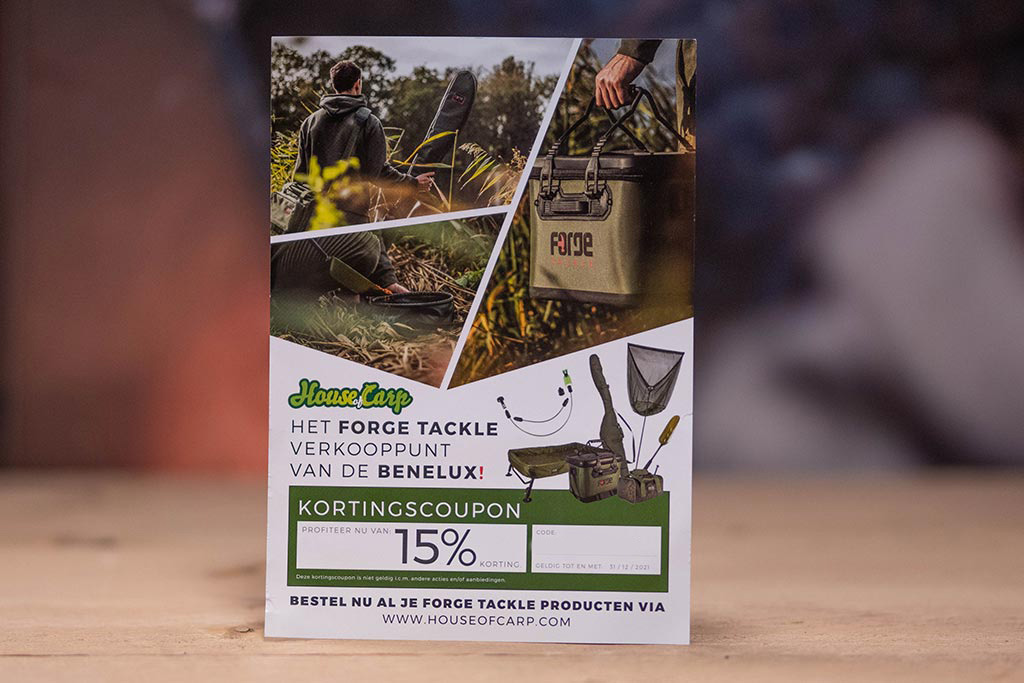 Forge
House of Carp
HET FORGE TACKLE
VERKOOPPUNT
VAN DE BENELUX!
Forge
KORTINGSCOUPON
PROFITEER NU VAN:
15%
KORTING.
CODE:
GELDIG TOT EN MET: 31 / 12 / 2021
Deze kortingscoupon is niet geldig i.c.m. andere acties en/of aanbiedingen.
BESTEL NU AL JE FORGE TACKLE PRODUCTEN VIA
WWW.HOUSEOFCARP.COM